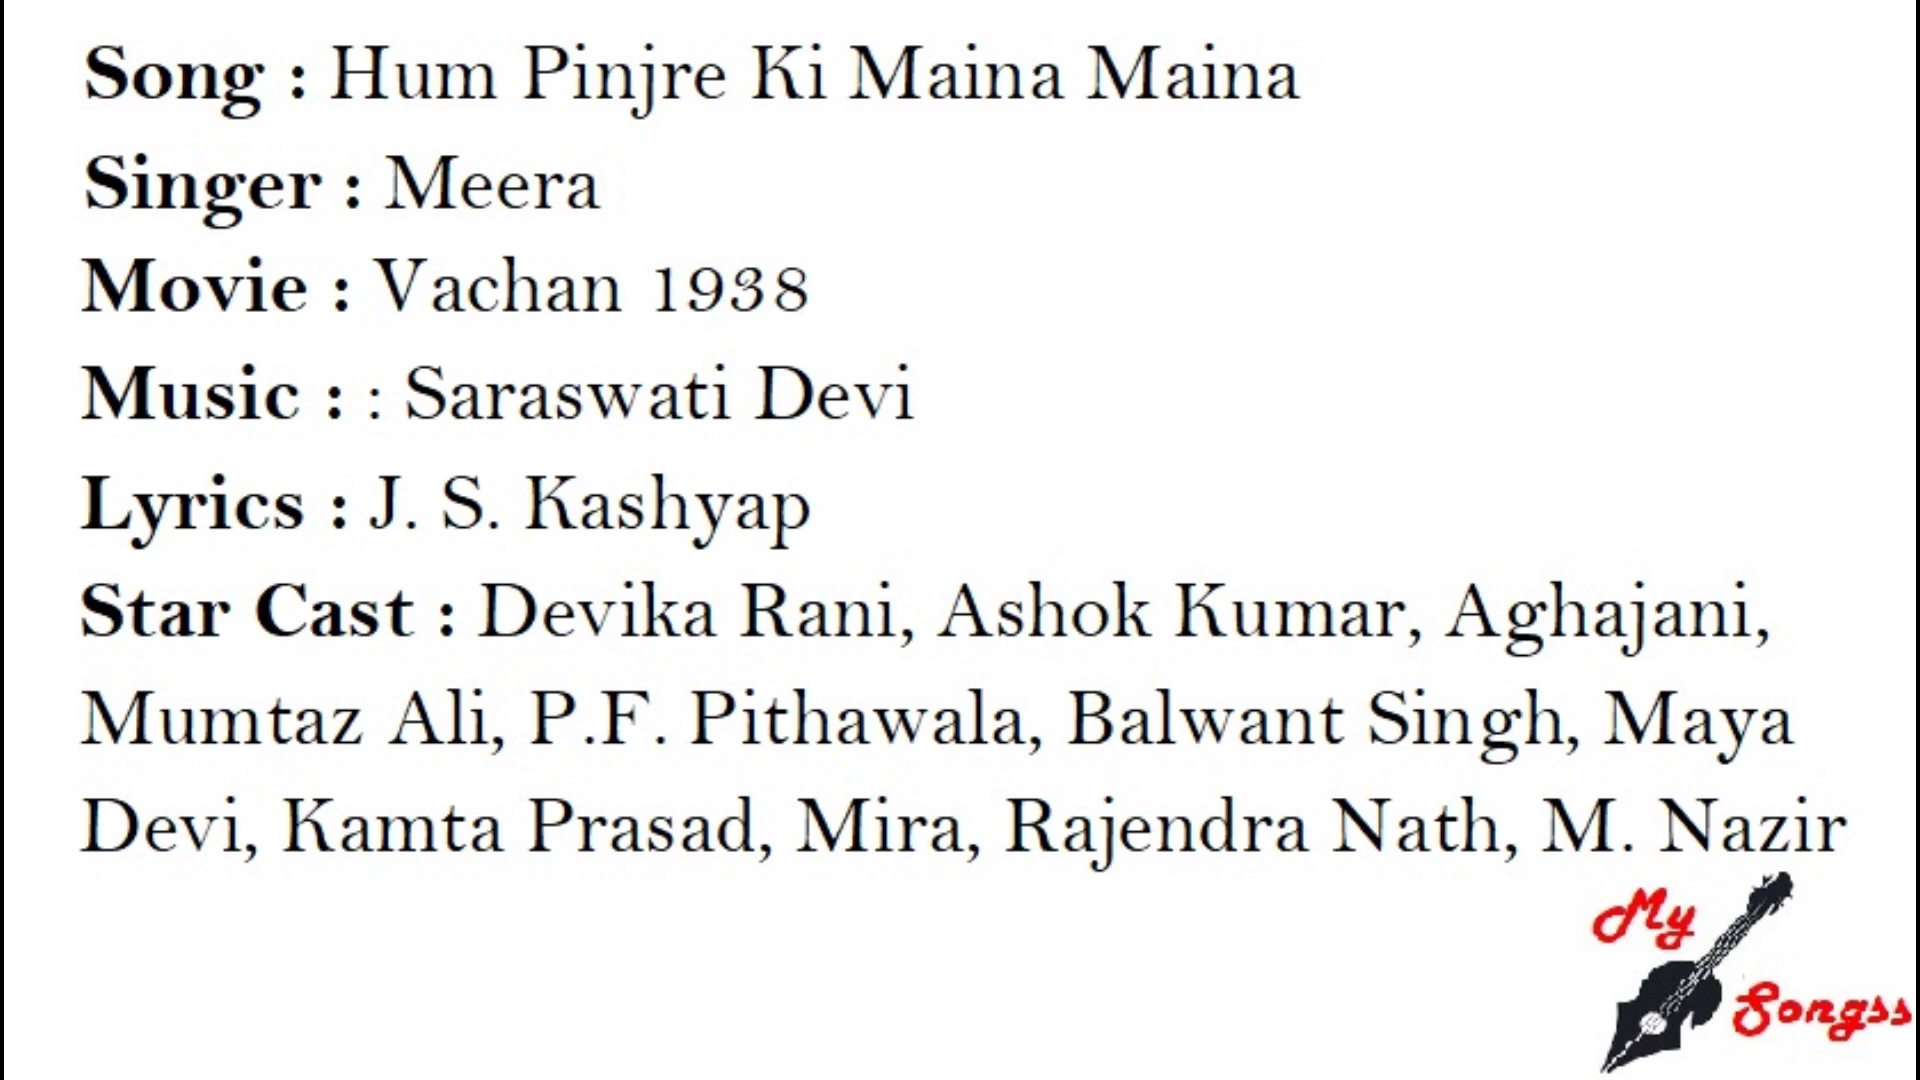 Song : Hum Pinjre Ki Maina Maina
Singer : Meera
Movie : Vachan 1938
Music : : Saraswati Devi
Lyrics : J. S. Kashyap
Star Cast : Devika Rani, Ashok Kumar, Aghajani,
Mumtaz Ali, P.F. Pithawala, Balwant Singh, Maya
Devi, Kamta Prasad, Mira, Rajendra Nath, M. Nazir
My
Songss